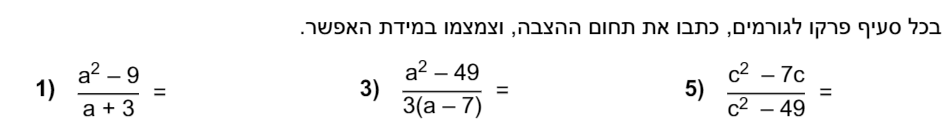 בכל סעיף פרקו לגורמים, כתבו את תחום ההצבה, וצמצמו במידת האפשר.
1) (a² – 9)/(a + 3) = 3) (a² – 49)/(3(a – 7)) = 5) (c² – 7c)/(c² – 49) =